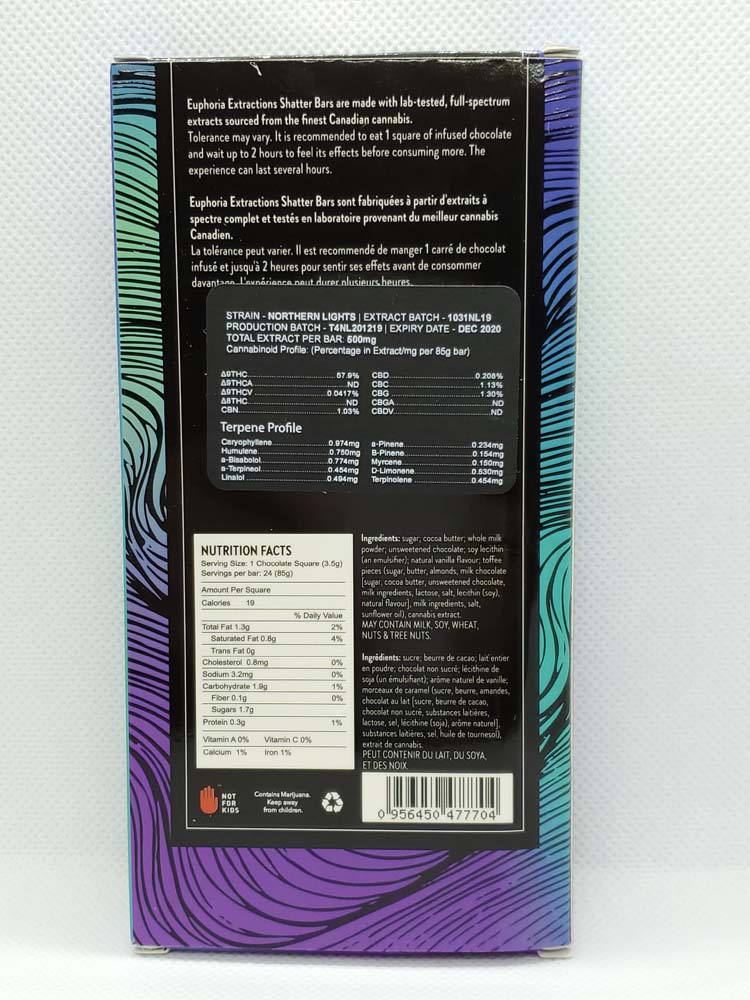 Euphoria Extractions Shatter Bars are made with lab-tested, full-spectrum
extracts sourced from the finest Canadian cannabis.
Tolerance may vary. It is recommended to eat 1 square of infused chocolate
and wait up to 2 hours to feel its effects before consuming more. The
experience can last several hours.
Euphoria Extractions Shatter Bars sont fabriquées à partir d'extraits à
spectre complet et testés en laboratoire provenant du meilleur cannabis
Canadien.
La tolérance peut varier. Il est recommendé de manger 1 carré de chocolat
infusé et jusqu'à 2 heures pour sentir ses effets avant de consommer
davantage. L'expérience peut durer plusieurs heures.
STRAIN - NORTHERN LIGHTS | EXTRACT BATCH - 1031NL19
PRODUCTION BATCH - T4NL201219 | EXPIRY DATE - DEC 2020
TOTAL EXTRACT PER BAR: 500mg
Cannabinoid Profile: (Percentage in Extract/mg per 85g bar)
Δ9THC 57.9%
Δ9THCA ND
Δ9THCV 0.0417%
Δ8THC ND
CBN 1.03%
CBD 0.208%
CBC 1.13%
CBG 1.30%
CBGA ND
CBDV ND
Terpene Profile
Caryophyllene 0.974mg
Humulene 0.750mg
a-Bisabolol 0.774mg
a-Terpineol 0.454mg
Linalol 0.494mg
a-Pinene 0.234mg
B-Pinene 0.154mg
Myrcene 0.150mg
D-Limonene 0.530mg
Terpinolene 0.454mg
NUTRITION FACTS
Serving Size: 1 Chocolate Square (3.5g)
Servings per bar: 24 (85g)
Amount Per Square
Calories 19
% Daily Value
Total Fat 1.3g 2%
Saturated Fat 0.8g 4%
Trans Fat 0g
Cholesterol 0.8mg 0%
Sodium 3.2mg 0%
Carbohydrate 1.9g 1%
Fiber 0.1g 0%
Sugars 1.7g
Protein 0.3g 1%
Vitamin A 0% Vitamin C 0%
Calcium 1% Iron 1%
Ingredients: sugar; cocoa butter; whole milk
powder; unsweetened chocolate; soy lecithin
(an emulsifier); natural vanilla flavour; toffee
pieces (sugar, butter, almonds, milk chocolate
[sugar, cocoa butter, unsweetened chocolate,
milk ingredients, lactose, salt, lecithin (soy),
natural flavour], milk ingredients, salt,
sunflower oil), cannabis extract.
MAY CONTAIN MILK, SOY, WHEAT,
NUTS & TREE NUTS.
Ingrédients: sucre; beurre de cacao; lait entier
en poudre; chocolat non sucré; lécithine de
soja (un émulsifiant); arôme naturel de vanille;
morceaux de caramel (sucre, beurre, amandes,
chocolat au lait [sucre, beurre de cacao,
chocolat non sucré, substances laitières,
lactose, sel, lécithine (soja), arôme naturel],
substances laitières, sel, huile de tournesol),
extrait de cannabis.
PEUT CONTENIR DU LAIT, DU SOYA,
ET DES NOIX.
NOT
FOR
KIDS
Contains Marijuana.
Keep away
from children.
0 956450 477704